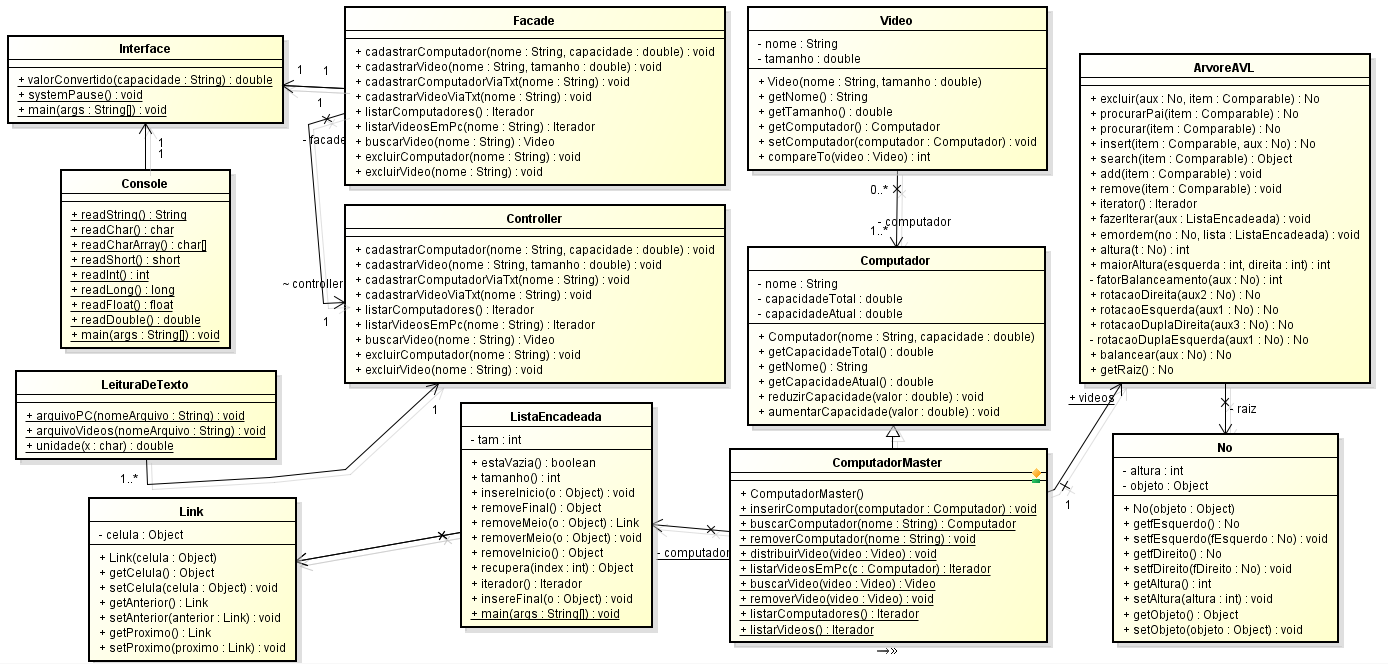 Interface
+ valorConvertido(capacidade : String) : double
+ systemPause() : void
+ main(args : String[]) : void
1
1
Console
+ readString() : String
+ readChar() : char
+ readCharArray() : char[]
+ readShort() : short
+ readInt() : int
+ readLong() : long
+ readFloat() : float
+ readDouble() : double
+ main(args : String[]) : void
Facade
+ cadastrarComputador(nome : String, capacidade : double) : void
+ cadastrarVideo(nome : String, tamanho : double) : void
+ cadastrarComputadorViaTxt(nome : String) : void
+ cadastrarVideoViaTxt(nome : String) : void
+ listarComputadores() : Iterador
+ listarVideosEmPc(nome : String) : Iterador
+ buscarVideo(nome : String) : Video
+ excluirComputador(nome : String) : void
+ excluirVideo(nome : String) : void
1
1
1
- facade
Controller
+ cadastrarComputador(nome : String, capacidade : double) : void
+ cadastrarVideo(nome : String, tamanho : double) : void
+ cadastrarComputadorViaTxt(nome : String) : void
+ cadastrarVideoViaTxt(nome : String) : void
+ listarComputadores() : Iterador
+ listarVideosEmPc(nome : String) : Iterador
+ buscarVideo(nome : String) : Video
+ excluirComputador(nome : String) : void
+ excluirVideo(nome : String) : void
~ controller
1
1
LeituraDeTexto
+ arquivoPC(nomeArquivo : String) : void
+ arquivoVideos(nomeArquivo : String) : void
+ unidade(x : char) : double
1..*
Link
- celula : Object
+ Link(celula : Object)
+ getCelula() : Object
+ setCelula(celula : Object) : void
+ getAnterior() : Link
+ setAnterior(anterior : Link) : void
+ getProximo() : Link
+ setProximo(proximo : Link) : void
ListaEncadeada
- tam : int
+ estaVazia() : boolean
+ tamanho() : int
+ insereInicio(o : Object) : void
+ removeFinal() : Object
+ removeMeio(o : Object) : Link
+ removerMeio(o : Object) : void
+ removeInicio() : Object
+ recupera(index : int) : Object
+ iterador() : Iterador
+ insereFinal(o : Object) : void
+ main(args : String[]) : void
- computador
Video
- nome : String
- tamanho : double
+ Video(nome : String, tamanho : double)
+ getNome() : String
+ getTamanho() : double
+ getComputador() : Computador
+ setComputador(computador : Computador) : void
+ compareTo(video : Video) : int
0..*
- computador
1..*
Computador
- nome : String
- capacidadeTotal : double
- capacidadeAtual : double
+ Computador(nome : String, capacidade : double)
+ getCapacidadeTotal() : double
+ getNome() : String
+ getCapacidadeAtual() : double
+ reduzirCapacidade(valor : double) : void
+ aumentarCapacidade(valor : double) : void
ComputadorMaster
+ ComputadorMaster()
+ inserirComputador(computador : Computador) : void
+ buscarComputador(nome : String) : Computador
+ removerComputador(nome : String) : void
+ distribuirVideo(video : Video) : void
+ listarVideosEmPc(c : Computador) : Iterador
+ buscarVideo(video : Video) : Video
+ removerVideo(video : Video) : void
+ listarComputadores() : Iterador
+ listarVideos() : Iterador
+ videos
1
ArvoreAVL
+ excluir(aux : No, item : Comparable) : No
+ procurarPai(item : Comparable) : No
+ procurar(item : Comparable) : No
+ insert(item : Comparable, aux : No) : No
+ search(item : Comparable) : Object
+ add(item : Comparable) : void
+ remove(item : Comparable) : void
+ iterator() : Iterador
+ fazerIterar(aux : ListaEncadeada) : void
+ emordem(no : No, lista : ListaEncadeada) : void
+ altura(t : No) : int
+ maiorAltura(esquerda : int, direita : int) : int
- fatorBalanceamento(aux : No) : int
+ rotacaoDireita(aux2 : No) : No
+ rotacaoEsquerda(aux1 : No) : No
+ rotacaoDuplaDireita(aux3 : No) : No
- rotacaoDuplaEsquerda(aux1 : No) : No
+ balancear(aux : No) : No
+ getRaiz() : No
- raiz
No
- altura : int
- objeto : Object
+ No(objeto : Object)
+ getfEsquerdo() : No
+ setfEsquerdo(fEsquerdo : No) : void
+ getfDireito() : No
+ setfDireito(fDireito : No) : void
+ getAltura() : int
+ setAltura(altura : int) : void
+ getObjeto() : Object
+ setObjeto(objeto : Object) : void